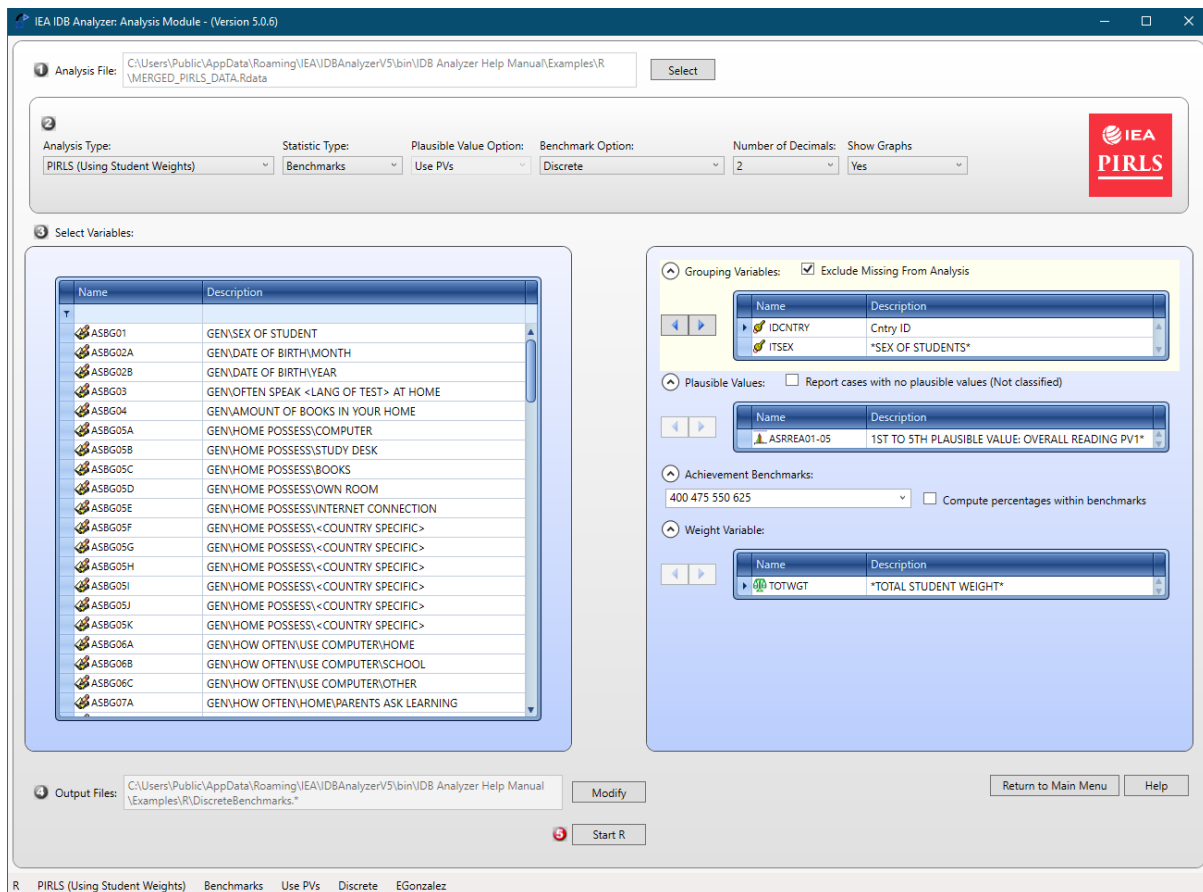 IEA IDB Analyzer: Analysis Module - (Version 5.0.6)
1 Analysis File: C:\Users\Public\AppData\Roaming\IEA\IDBAnalyzerV5\bin\IDB Analyzer Help Manual\Examples\R
\MERGED_PIRLS_DATA.Rdata
Select
2
Analysis Type: Statistic Type: Plausible Value Option: Benchmark Option: Number of Decimals: Show Graphs
PIRLS (Using Student Weights) Benchmarks Use PVs Discrete 2 Yes
IEA
PIRLS
3 Select Variables:
Name Description
ASBG01 GEN\SEX OF STUDENT
ASBG02A GEN\DATE OF BIRTH\MONTH
ASBG02B GEN\DATE OF BIRTH\YEAR
ASBG03 GEN\OFTEN SPEAK <LANG OF TEST> AT HOME
ASBG04 GEN\AMOUNT OF BOOKS IN YOUR HOME
ASBG05A GEN\HOME POSSESS\COMPUTER
ASBG05B GEN\HOME POSSESS\STUDY DESK
ASBG05C GEN\HOME POSSESS\BOOKS
ASBG05D GEN\HOME POSSESS\OWN ROOM
ASBG05E GEN\HOME POSSESS\INTERNET CONNECTION
ASBG05F GEN\HOME POSSESS\<COUNTRY SPECIFIC>
ASBG05G GEN\HOME POSSESS\<COUNTRY SPECIFIC>
ASBG05H GEN\HOME POSSESS\<COUNTRY SPECIFIC>
ASBG05I GEN\HOME POSSESS\<COUNTRY SPECIFIC>
ASBG05J GEN\HOME POSSESS\<COUNTRY SPECIFIC>
ASBG05K GEN\HOME POSSESS\<COUNTRY SPECIFIC>
ASBG06A GEN\HOW OFTEN\USE COMPUTER\HOME
ASBG06B GEN\HOW OFTEN\USE COMPUTER\SCHOOL
ASBG06C GEN\HOW OFTEN\USE COMPUTER\OTHER
ASBG07A GEN\HOW OFTEN\HOME\PARENTS ASK LEARNING
Grouping Variables: Exclude Missing From Analysis
Name Description
IDCNTRY Cntry ID
ITSEX *SEX OF STUDENTS*
Plausible Values: Report cases with no plausible values (Not classified)
Name Description
ASRREA01-05 1ST TO 5TH PLAUSIBLE VALUE: OVERALL READING PV1*
Achievement Benchmarks:
400 475 550 625 Compute percentages within benchmarks
Weight Variable:
Name Description
TOTWGT *TOTAL STUDENT WEIGHT*
4 Output Files: C:\Users\Public\AppData\Roaming\IEA\IDBAnalyzerV5\bin\IDB Analyzer Help Manual
\Examples\R\DiscreteBenchmarks.*
Modify
Return to Main Menu Help
5 Start R
R PIRLS (Using Student Weights) Benchmarks Use PVs Discrete EGonzalez